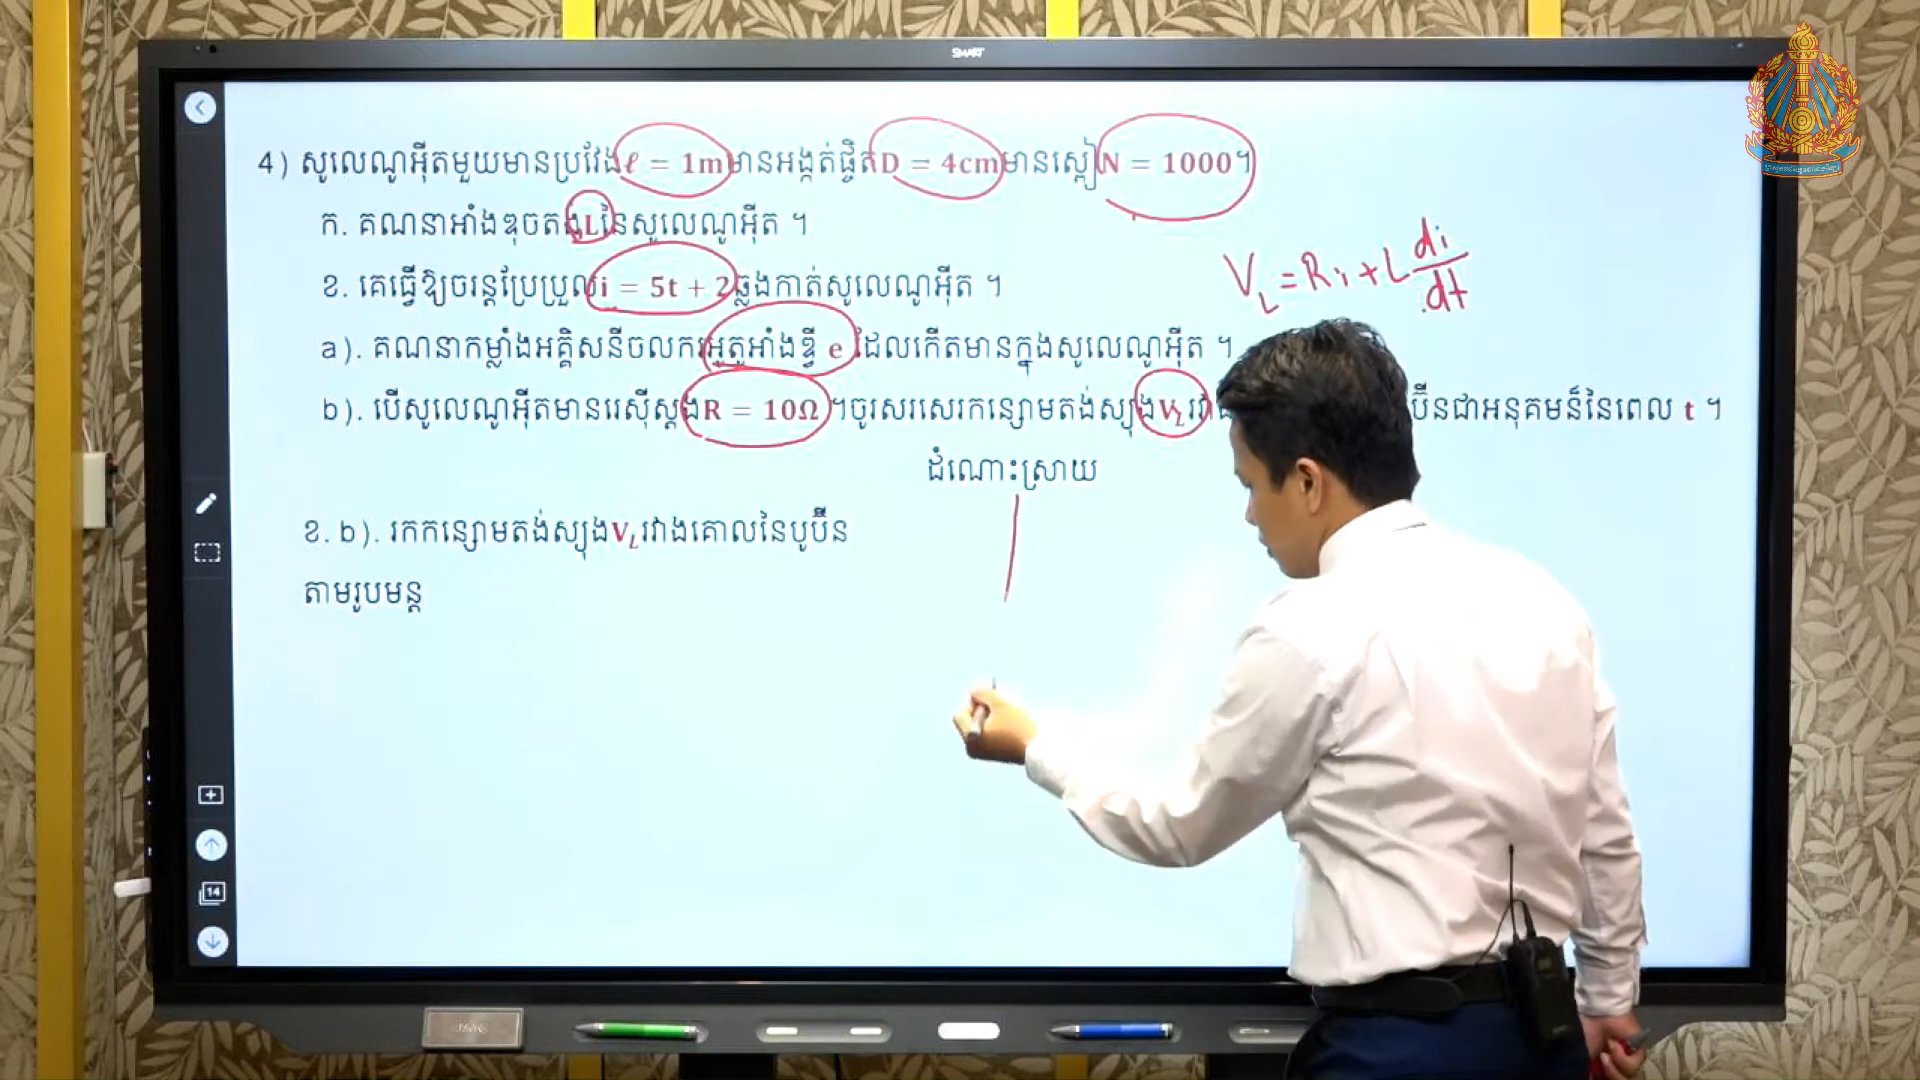 SMART
4) សូលេណូអ៊ីតមួយមានប្រវែង ℓ = 1m មានអង្កត់ផ្ចិត D = 4cm មានស្ពៀ N = 1000។
ក. គណនាអាំងឌុចតង់ L នៃសូលេណូអ៊ីត ។
ខ. គេធ្វើឱ្យចរន្តប្រែប្រួល i = 5t + 2 ឆ្លងកាត់សូលេណូអ៊ីត ។
V_L = Ri + L di/dt
a). គណនាកម្លាំងអគ្គិសនីចលករអូតូអាំងឌ្វី e ដែលកើតមានក្នុងសូលេណូអ៊ីត ។
b). បើសូលេណូអ៊ីតមានរេស៊ីស្តង់ R = 10Ω ។ចូរសរសេរកន្សោមតង់ស្យុង V_L ប៊ីនជាអនុគមន៍នៃពេល t ។
ដំណោះស្រាយ
ខ. b). រកកន្សោមតង់ស្យុង V_L រវាងគោលនៃបូប៊ីន
តាមរូបមន្ត
14